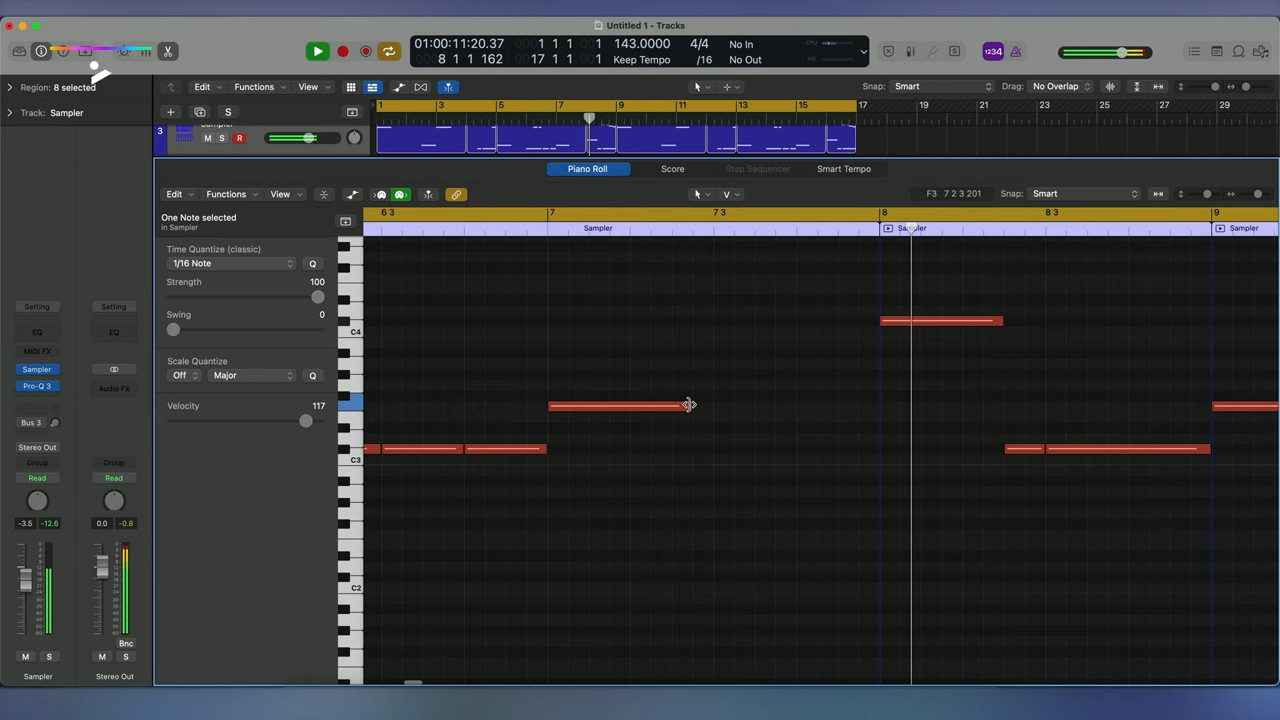 Untitled 1 - Tracks
01:00:11:20.37
8 1 1 162
1 1 1 1
17 1 1 1
143.0000
Keep Tempo
4/4
/16
No In
No Out
1234
Region: 8 selected
Edit
Functions
View
Snap:
Smart
Drag:
No Overlap
Track: Sampler
S
1 3 5 7 9 11 13 15 17 19 21 23 25 27 29
3
Sampler
M S R
Piano Roll
Score
Step Sequencer
Smart Tempo
Edit
Functions
View
F3 7 2 3 201
Snap:
Smart
One Note selected
in Sampler
6 3
7
7 3
8
8 3
9
Sampler
Sampler
Sampler
Time Quantize (classic)
1/16 Note
Q
Strength
100
Swing
0
Scale Quantize
Off
Major
Q
Velocity
117
C4
C3
C2
Setting
Setting
EQ
EQ
MIDI FX
Sampler
Pro-Q 3
Audio FX
Bus 3
Stereo Out
Group
Group
Read
Read
-3.5
-12.6
0.0
-0.8
Bnc
M
S
M
S
Sampler
Stereo Out